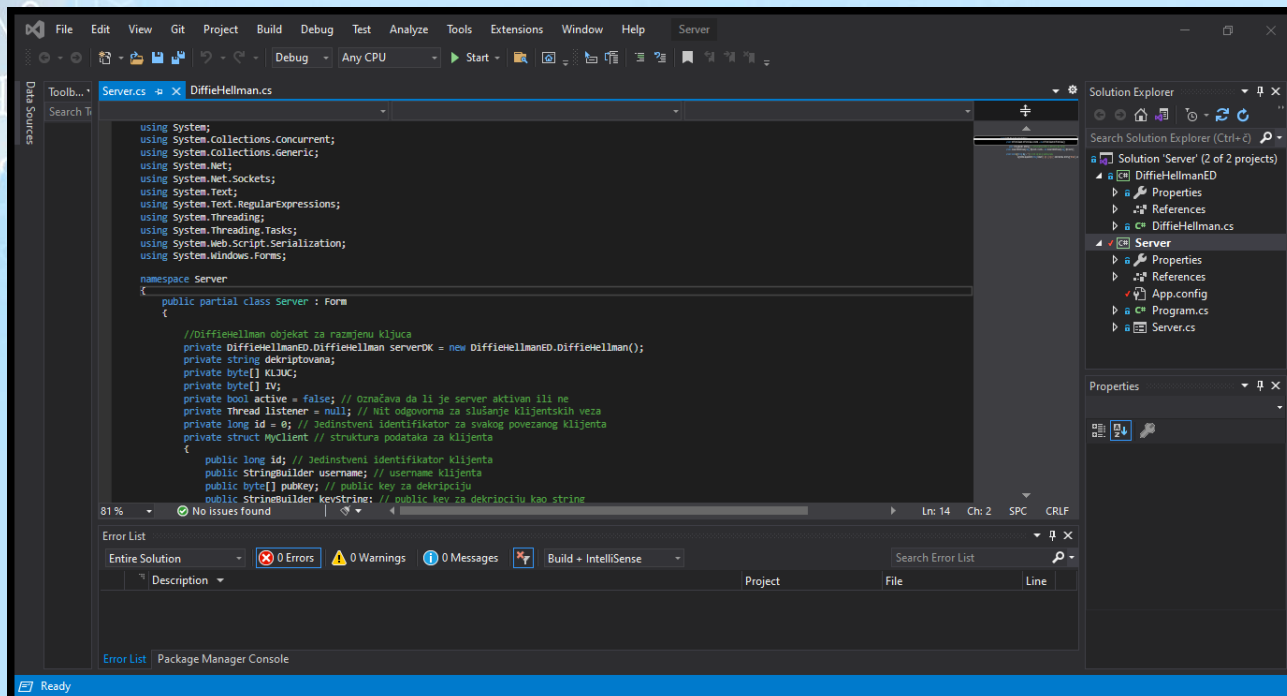 File Edit View Git Project Build Debug Test Analyze Tools Extensions Window Help Server
Debug Any CPU Start
Data Sources
Toolb...
Search T
Server.cs DiffieHellman.cs
using System;
using System.Collections.Concurrent;
using System.Collections.Generic;
using System.Net;
using System.Net.Sockets;
using System.Text;
using System.Text.RegularExpressions;
using System.Threading;
using System.Threading.Tasks;
using System.Web.Script.Serialization;
using System.Windows.Forms;
namespace Server
{
public partial class Server : Form
{
//DiffieHellman objekat za razmjenu kljuca
private DiffieHellmanED.DiffieHellman serverDK = new DiffieHellmanED.DiffieHellman();
private string dekriptovana;
private byte[] KLJUC;
private byte[] IV;
private bool active = false; // Označava da li je server aktivan ili ne
private Thread listener = null; // Nit odgovorna za slušanje klijentskih veza
private long id = 0; // Jedinstveni identifikator za svakog povezanog klijenta
private struct MyClient // struktura podataka za klijenta
{
public long id; // Jedinstveni identifikator klijenta
public StringBuilder username; // username klijenta
public byte[] pubKey; // public key za dekripciju
public StringBuilder keyString; // public key za dekripciju kao string
81 % No issues found Ln: 14 Ch: 2 SPC CRLF
Error List
Entire Solution 0 Errors 0 Warnings 0 Messages Build + IntelliSense Search Error List
Description Project File Line
Error List Package Manager Console
Solution Explorer
Search Solution Explorer (Ctrl+č)
Solution 'Server' (2 of 2 projects)
DiffieHellmanED
Properties
References
DiffieHellman.cs
Server
Properties
References
App.config
Program.cs
Server.cs
Properties
Ready